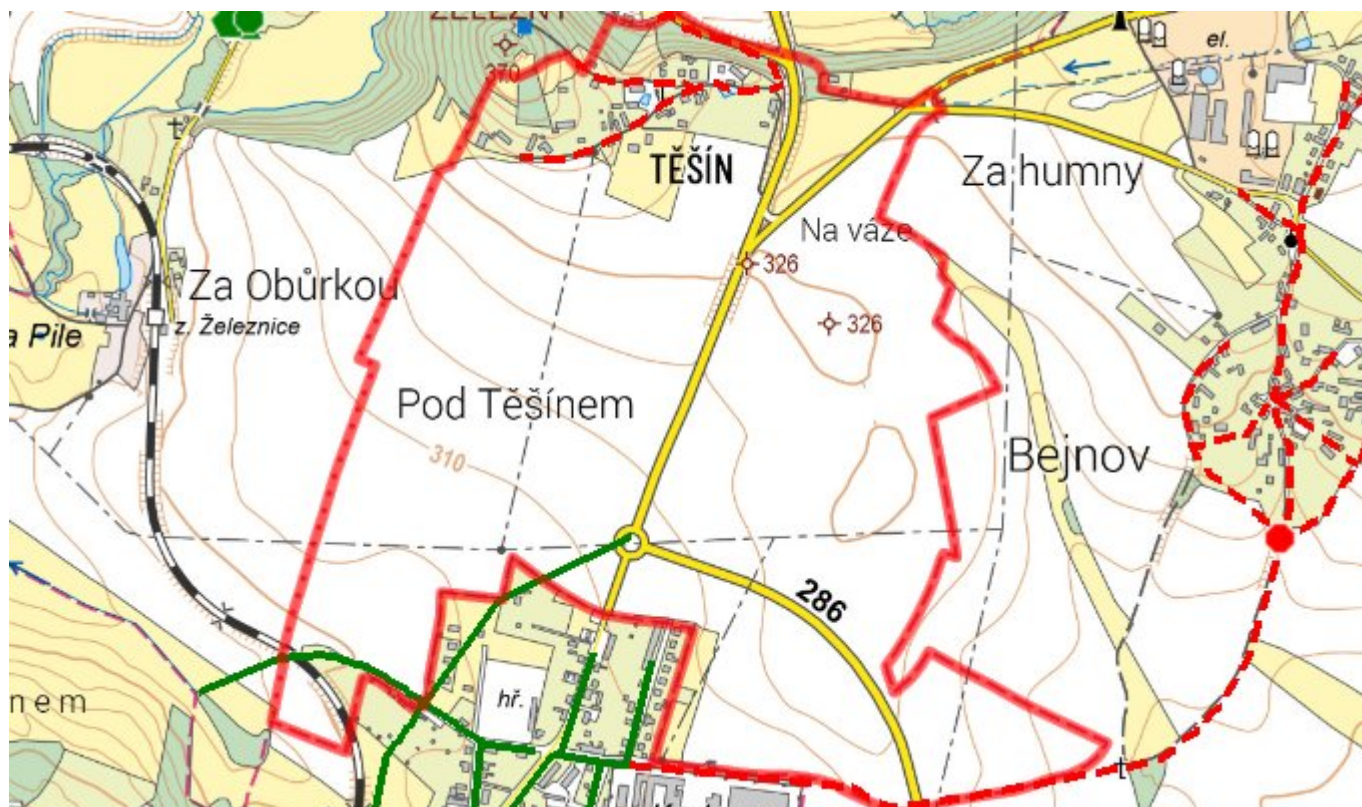 ŽELEZNÝ
370
el.
TĚŠÍN
Za humny
Na váze
326
Za Obůrkou
z. Železnice
326
a Pile
Pod Těšínem
310
Bejnov
286
n e m
hř.